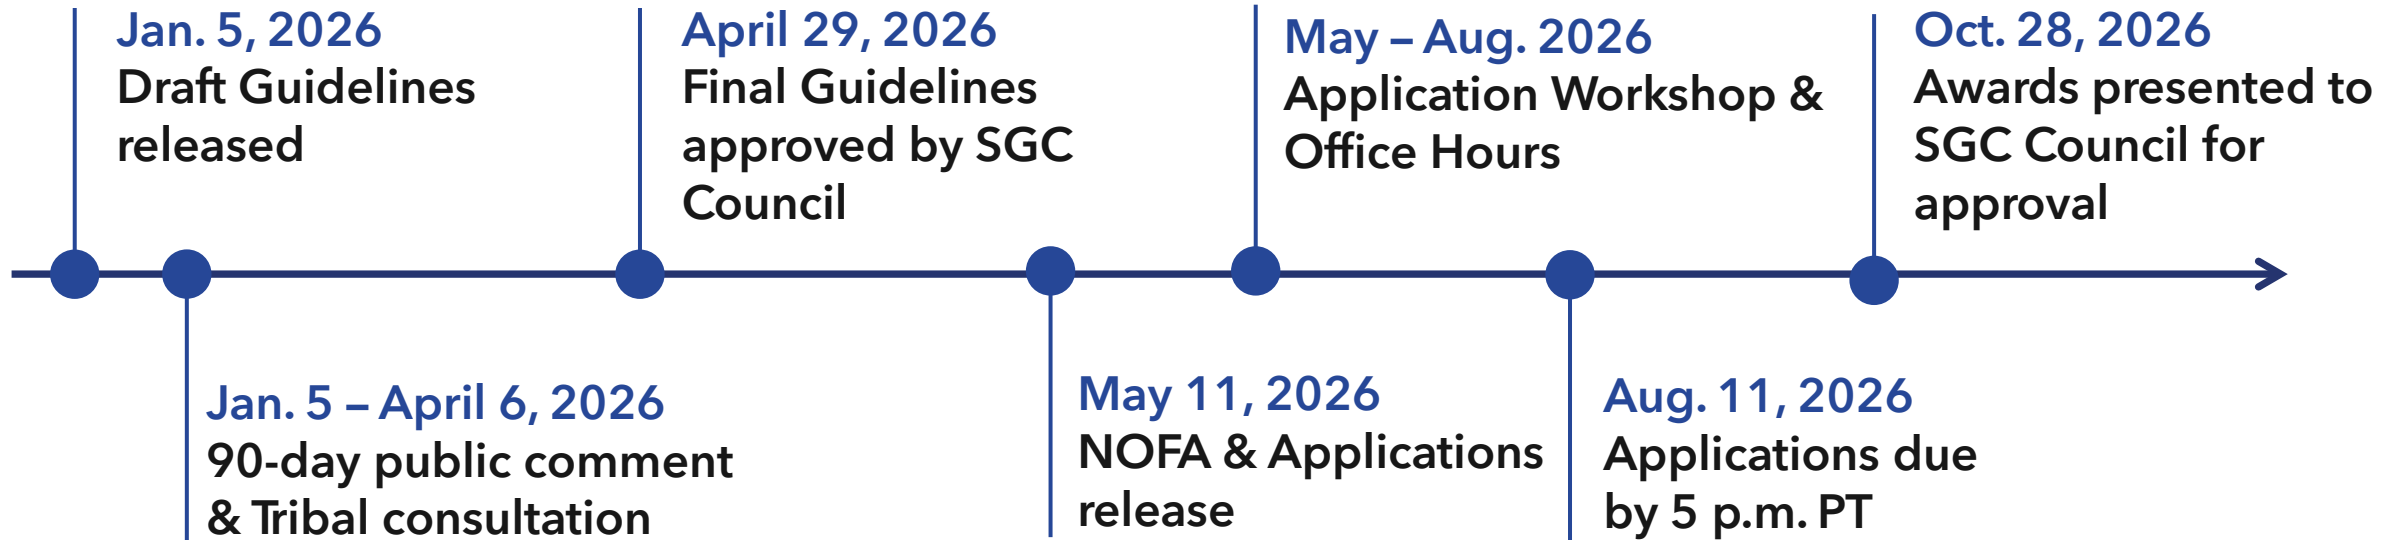 Jan. 5, 2026
Draft Guidelines
released
Jan. 5 – April 6, 2026
90-day public comment
& Tribal consultation
April 29, 2026
Final Guidelines
approved by SGC
Council
May 11, 2026
NOFA & Applications
release
May – Aug. 2026
Application Workshop &
Office Hours
Aug. 11, 2026
Applications due
by 5 p.m. PT
Oct. 28, 2026
Awards presented to
SGC Council for
approval